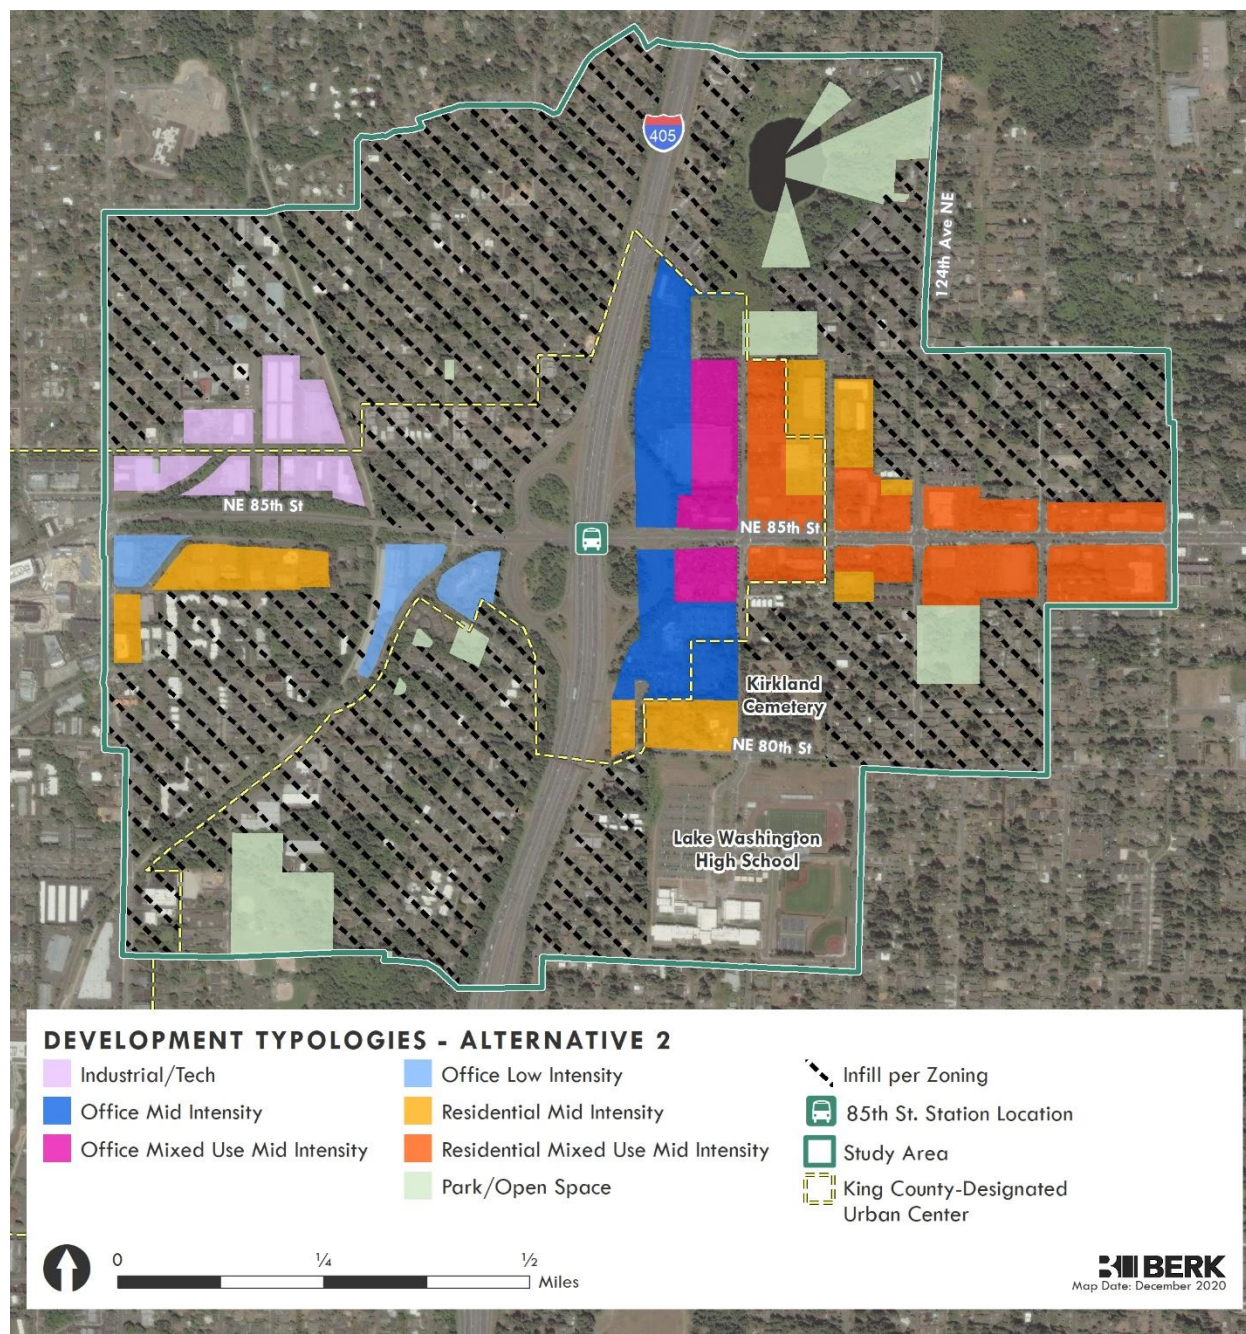 405
124th Ave NE
NE 85th St
NE 85th St
Kirkland
Cemetery
NE 80th St
Lake Washington
High School
DEVELOPMENT TYPOLOGIES - ALTERNATIVE 2
Industrial/Tech
Office Mid Intensity
Office Mixed Use Mid Intensity
Office Low Intensity
Residential Mid Intensity
Residential Mixed Use Mid Intensity
Park/Open Space
Infill per Zoning
85th St. Station Location
Study Area
King County-Designated
Urban Center
0 ¼ ½
Miles
BERK
Map Date: December 2020